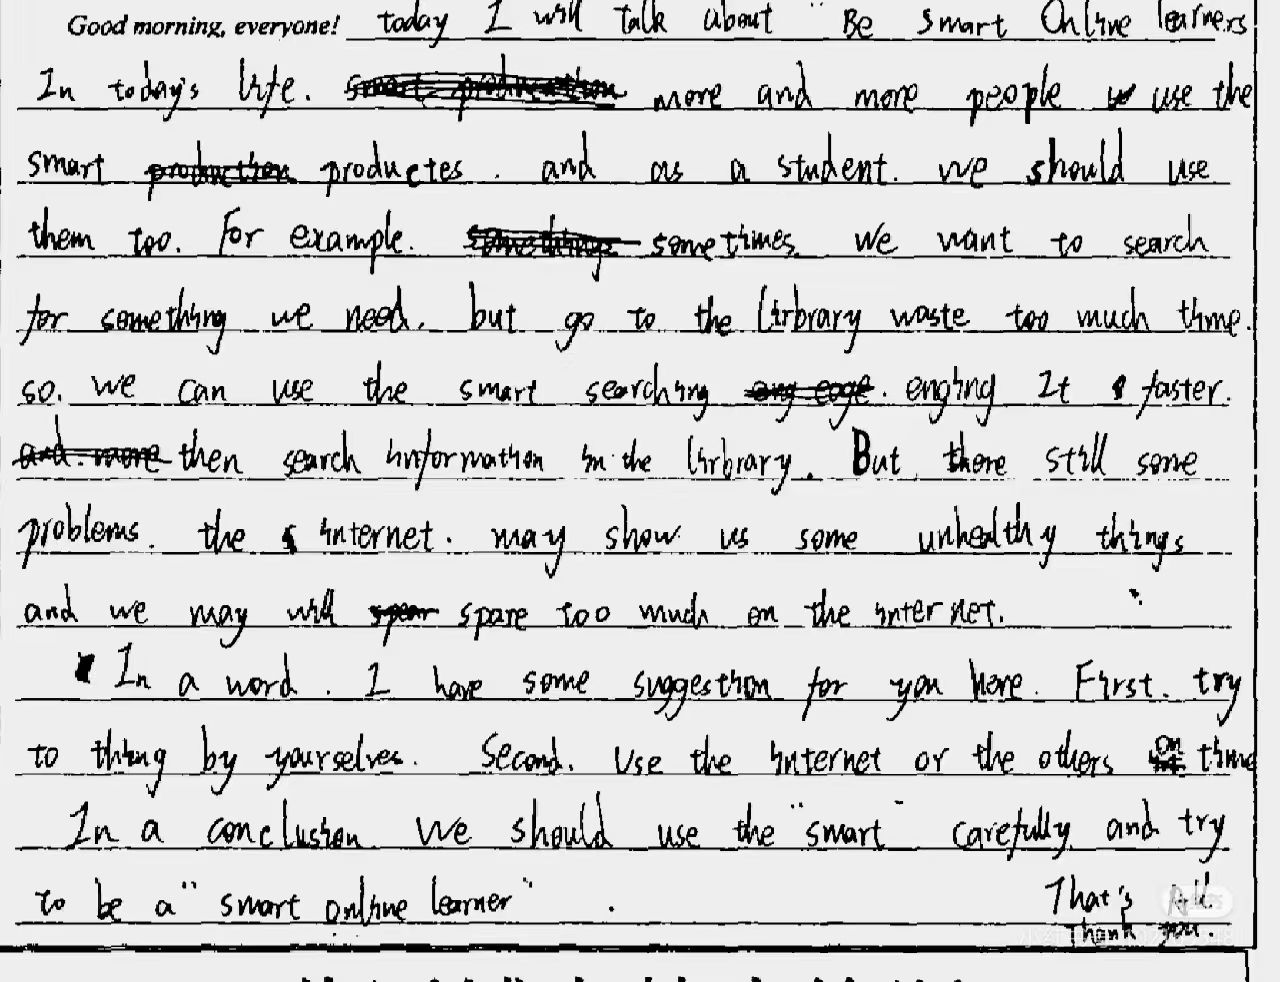 Good morning, everyone! today I will talk about "Be smart Online learners
In today's life. more and more people use the
smart productes. and as a student. we should use
them too. For example. sometimes. we want to search
for something we need. but go to the lirbrary waste too much time.
so. we can use the smart searching enging It faster.
then search information in the lirbrary. But there still some
problems. the internet. may show us some unhealthy things
and we may will spare too much on the internet.
In a word. I have some suggestion for you here. First. try
to thing by yourselves. Second. Use the internet or the others on time
In a conclusion we should use the "smart" carefully and try
to be a "smart online learner".
That's All
Thank you.